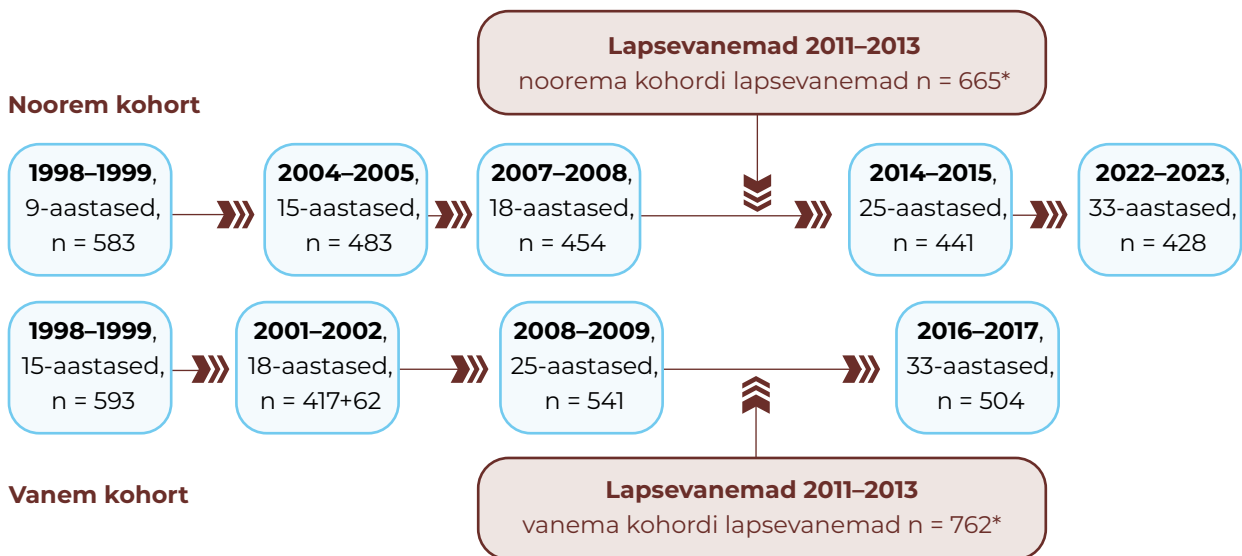 Lapsevanemad 2011–2013
noorema kohordi lapsevanemad n = 665*
Noorem kohort
1998–1999,
9-aastased,
n = 583
2004–2005,
15-aastased,
n = 483
2007–2008,
18-aastased,
n = 454
2014–2015,
25-aastased,
n = 441
2022–2023,
33-aastased,
n = 428
1998–1999,
15-aastased,
n = 593
2001–2002,
18-aastased,
n = 417+62
2008–2009,
25-aastased,
n = 541
2016–2017,
33-aastased,
n = 504
Vanem kohort
Lapsevanemad 2011–2013
vanema kohordi lapsevanemad n = 762*